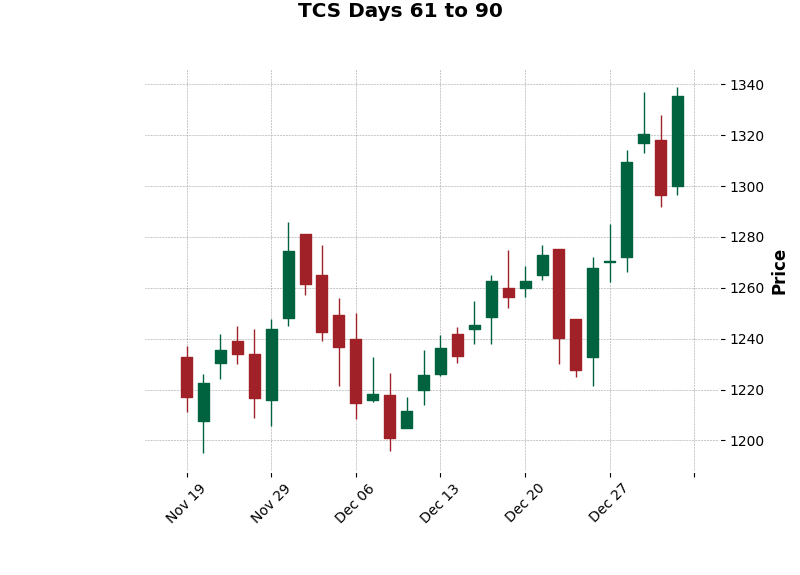 TCS Days 61 to 90
1340
1320
1300
1280
1260
1240
1220
1200
Price
Nov 19
Nov 29
Dec 06
Dec 13
Dec 20
Dec 27